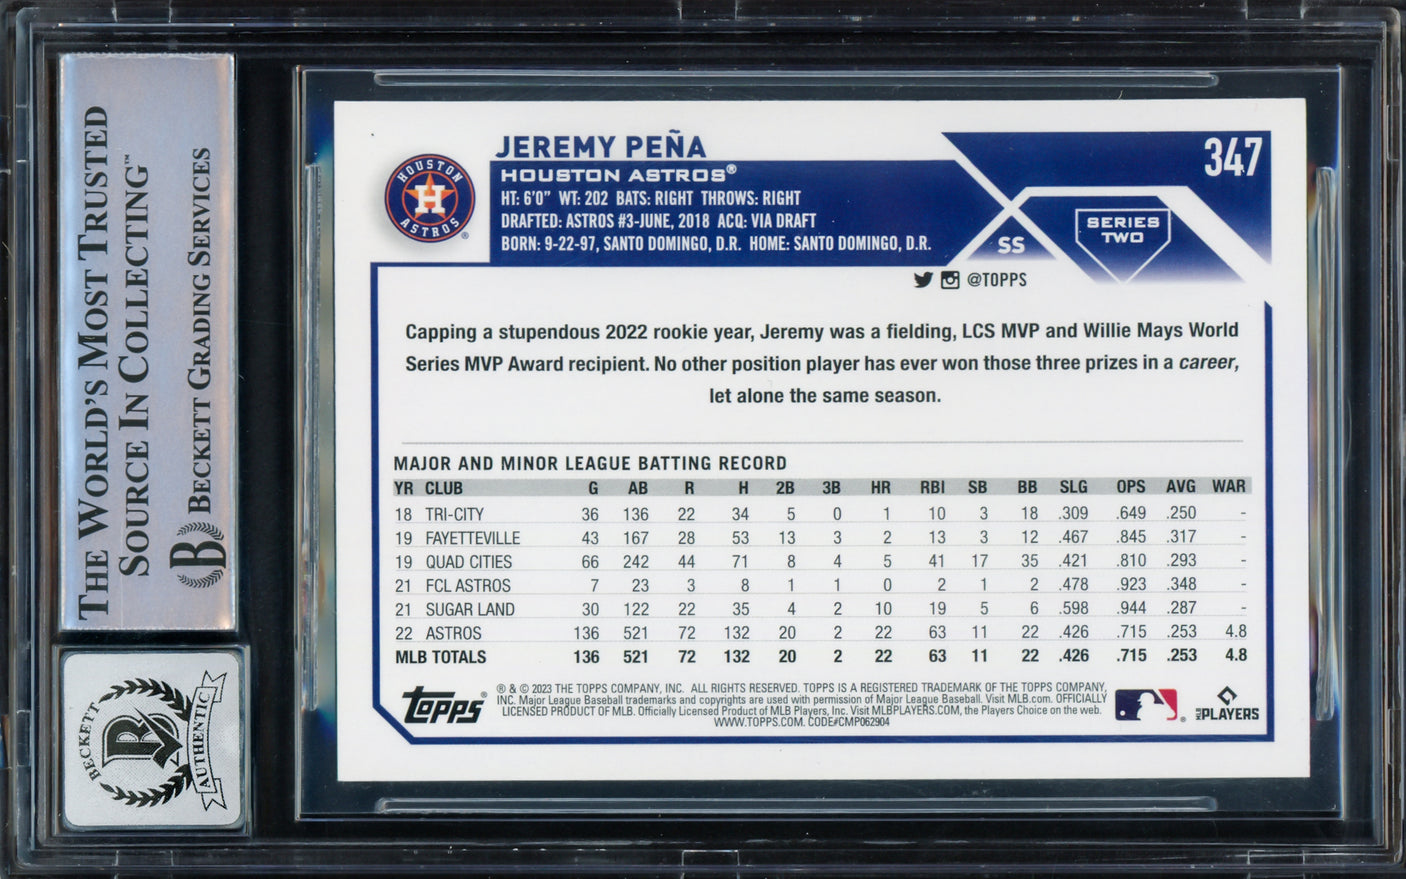 THE WORLD'S MOST TRUSTED
SOURCE IN COLLECTING™
BECKETT GRADING SERVICES
B
BECKETT
AUTHENTIC
HOUSTON
H
ASTROS®
JEREMY PEÑA
HOUSTON ASTROS®
HT: 6'0" WT: 202 BATS: RIGHT THROWS: RIGHT
DRAFTED: ASTROS #3-JUNE, 2018 ACQ: VIA DRAFT
BORN: 9-22-97, SANTO DOMINGO, D.R. HOME: SANTO DOMINGO, D.R.
347
SS
SERIES
TWO
@TOPPS
Capping a stupendous 2022 rookie year, Jeremy was a fielding, LCS MVP and Willie Mays World
Series MVP Award recipient. No other position player has ever won those three prizes in a career,
let alone the same season.
MAJOR AND MINOR LEAGUE BATTING RECORD
YR CLUB G AB R H 2B 3B HR RBI SB BB SLG OPS AVG WAR
18 TRI-CITY 36 136 22 34 5 0 1 10 3 18 .309 .649 .250 -
19 FAYETTEVILLE 43 167 28 53 13 3 2 13 3 12 .467 .845 .317 -
19 QUAD CITIES 66 242 44 71 8 4 5 41 17 35 .421 .810 .293 -
21 FCL ASTROS 7 23 3 8 1 1 0 2 1 2 .478 .923 .348 -
21 SUGAR LAND 30 122 22 35 4 2 10 19 5 6 .598 .944 .287 -
22 ASTROS 136 521 72 132 20 2 22 63 11 22 .426 .715 .253 4.8
MLB TOTALS 136 521 72 132 20 2 22 63 11 22 .426 .715 .253 4.8
Topps®
® & © 2023 THE TOPPS COMPANY, INC. ALL RIGHTS RESERVED. TOPPS IS A REGISTERED TRADEMARK OF THE TOPPS COMPANY,
INC. Major League Baseball trademarks and copyrights are used with permission of Major League Baseball. Visit MLB.com. OFFICIALLY
LICENSED PRODUCT OF MLB. Officially Licensed Product of MLB Players, Inc. Visit MLBPLAYERS.COM, the Players Choice on the web.
WWW.TOPPS.COM. CODE#CMP062904
MLB PLAYERS